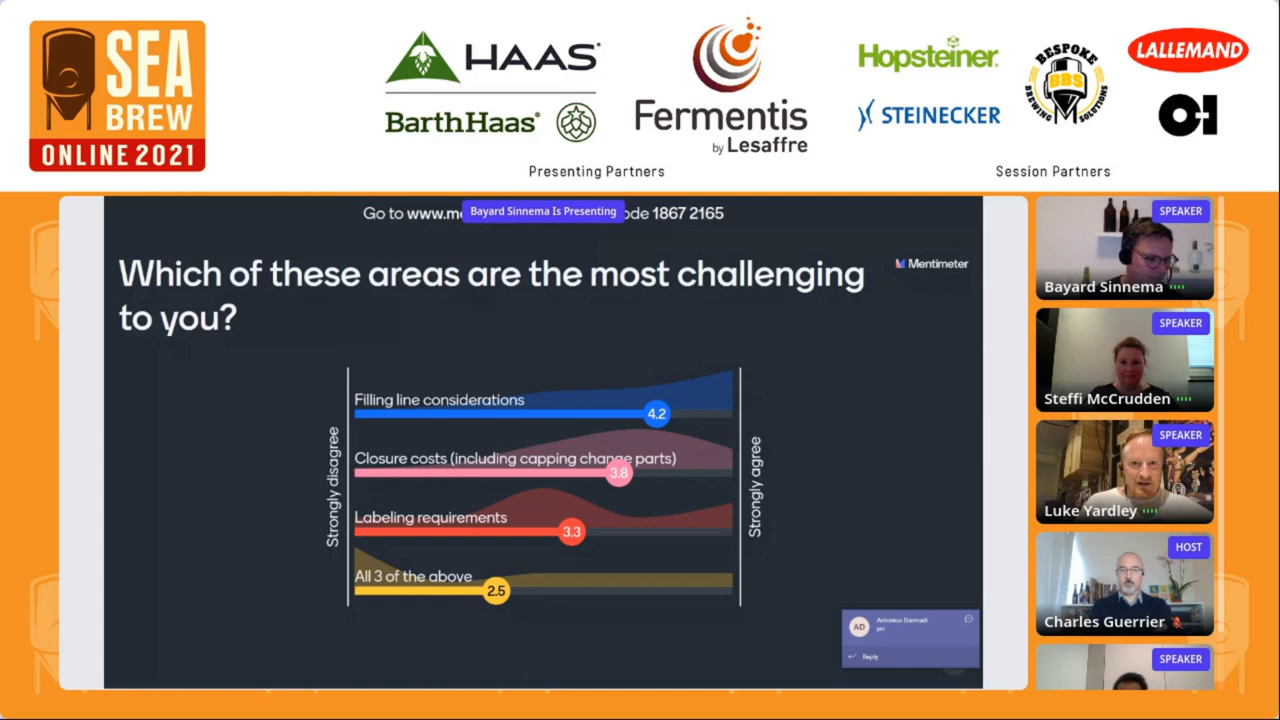 SEA
BREW
ONLINE 2021
HAAS
BarthHaas
Fermentis
by Lesaffre
Hopsteiner
STEINECKER
BESPOKE
BBS
BREWING SOLUTIONS
LALLEMAND
O-I
Presenting Partners
Session Partners
Go to www.m
Bayard Sinnema Is Presenting
ode 1867 2165
Which of these areas are the most challenging
to you?
Mentimeter
Strongly disagree
Filling line considerations
4.2
Closure costs (including capping change parts)
3.8
Labeling requirements
3.3
All 3 of the above
2.5
Strongly agree
AD
Antonius Darmadi
Reply
SPEAKER
Bayard Sinnema
SPEAKER
Steffi McCrudden
SPEAKER
Luke Yardley
HOST
Charles Guerrier
SPEAKER